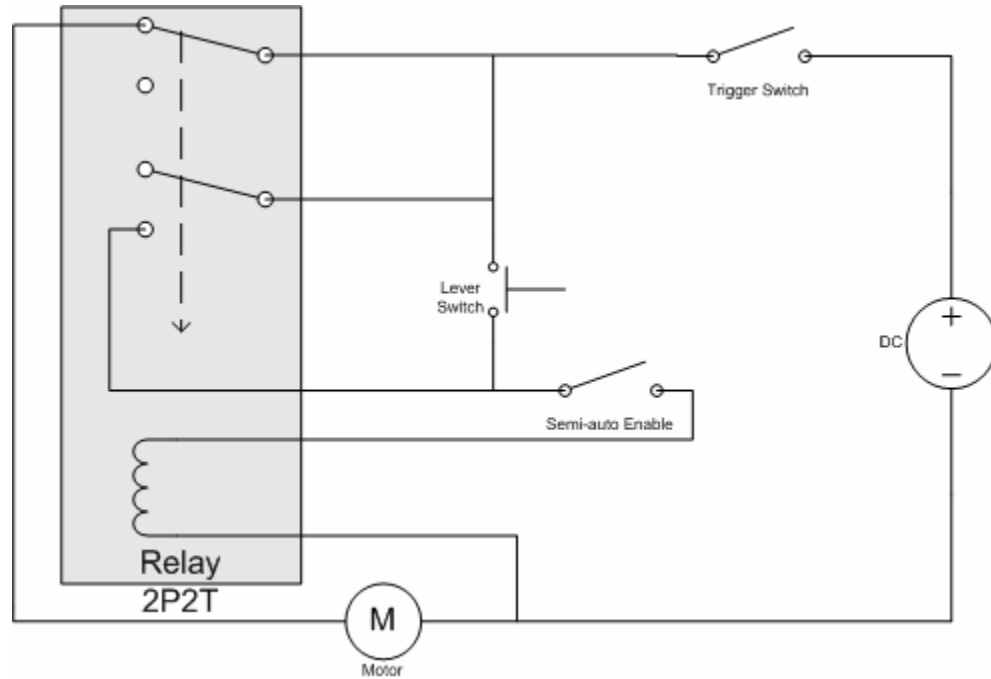 Trigger Switch
Lever
Switch
+
DC
−
Semi-auto Enable
Relay
2P2T
M
Motor